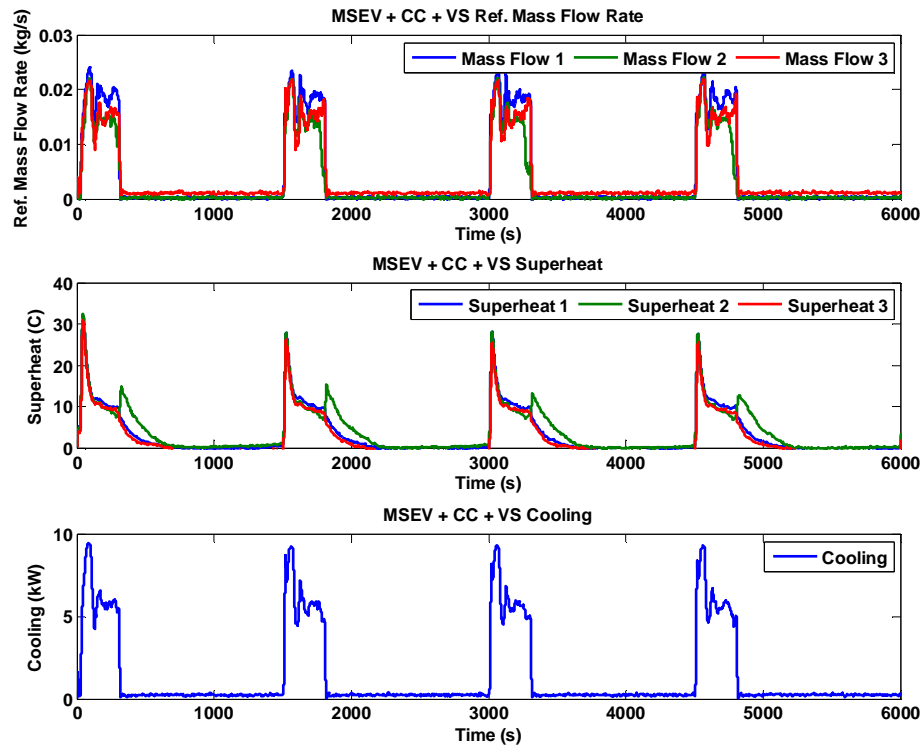 MSEV + CC + VS Ref. Mass Flow Rate
Ref. Mass Flow Rate (kg/s)
0.03
0.02
0.01
0
Mass Flow 1 Mass Flow 2 Mass Flow 3
0 1000 2000 3000 4000 5000 6000
Time (s)
MSEV + CC + VS Superheat
Superheat (C)
40
30
20
10
0
Superheat 1 Superheat 2 Superheat 3
0 1000 2000 3000 4000 5000 6000
Time (s)
MSEV + CC + VS Cooling
Cooling (kW)
10
5
0
Cooling
0 1000 2000 3000 4000 5000 6000
Time (s)